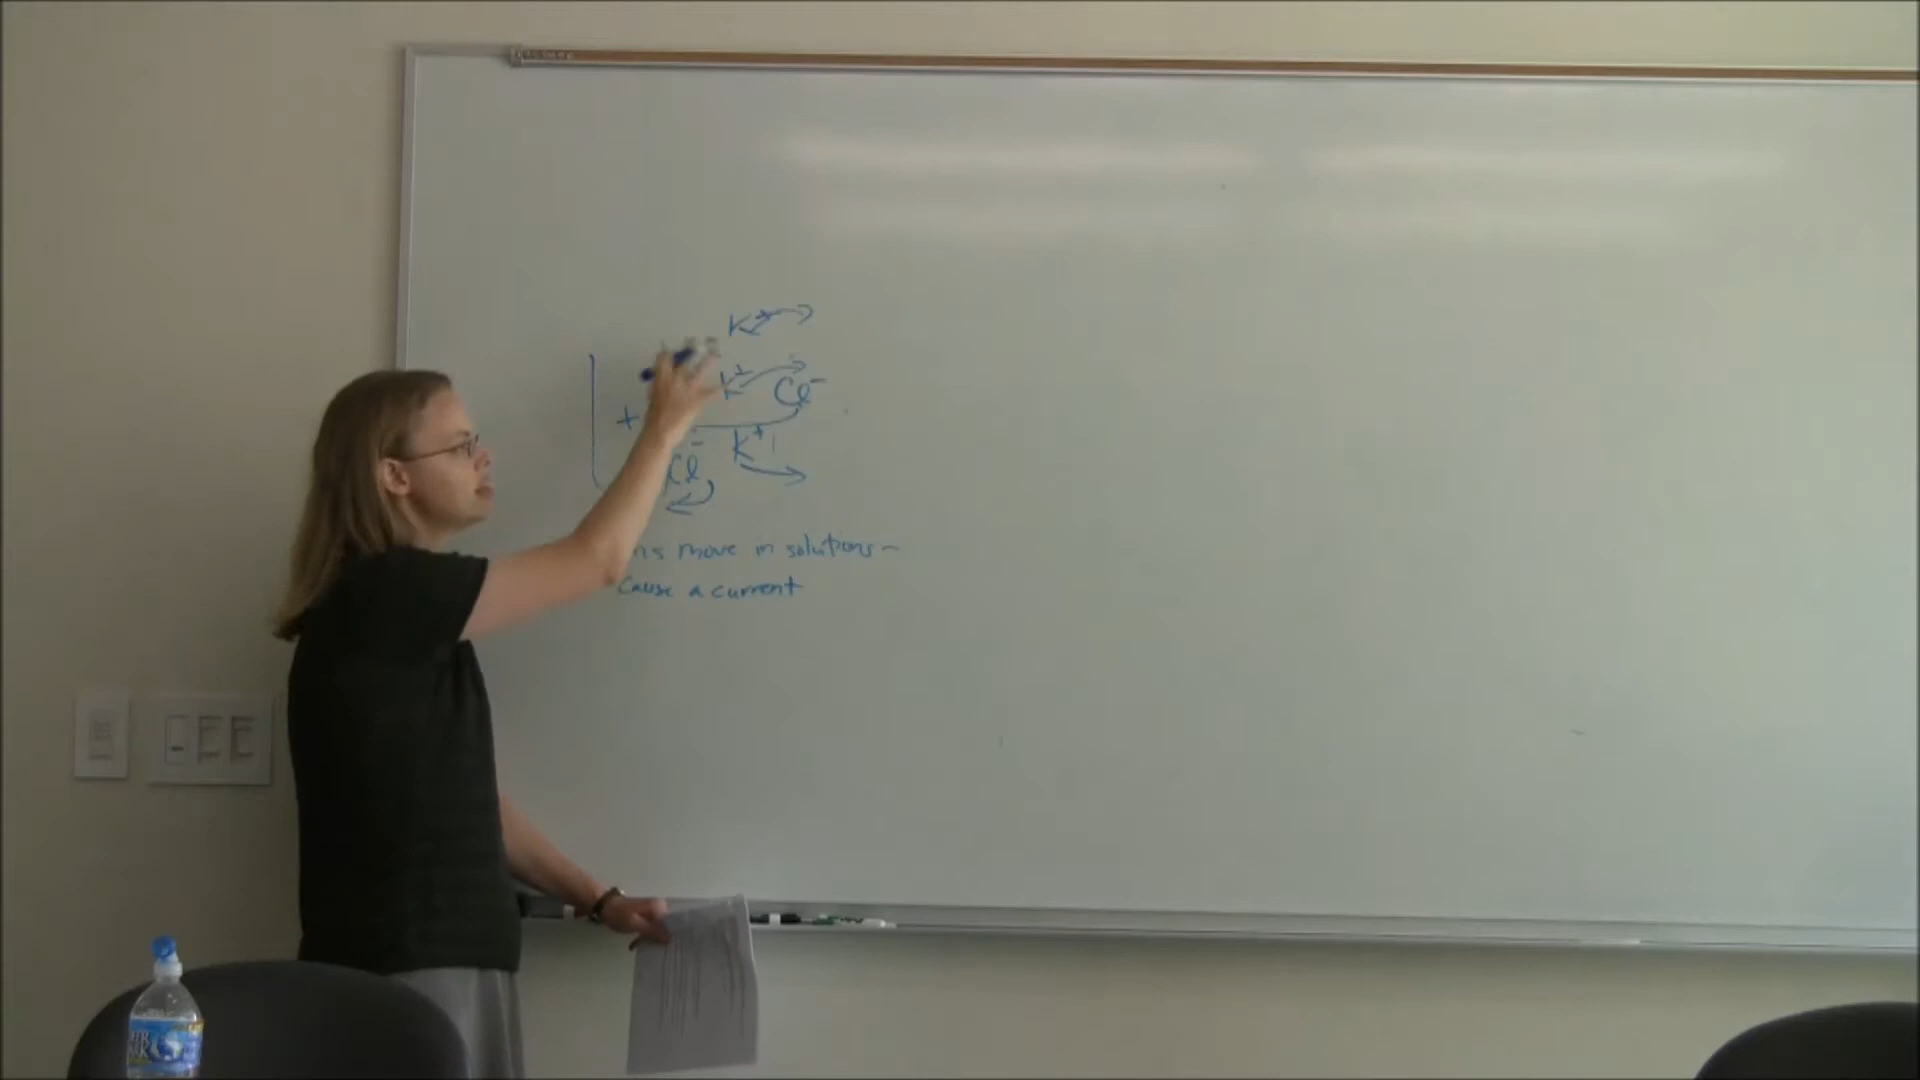 K+
K+ Cl-
+
Cl- K+
ns move in solutions -
cause a current